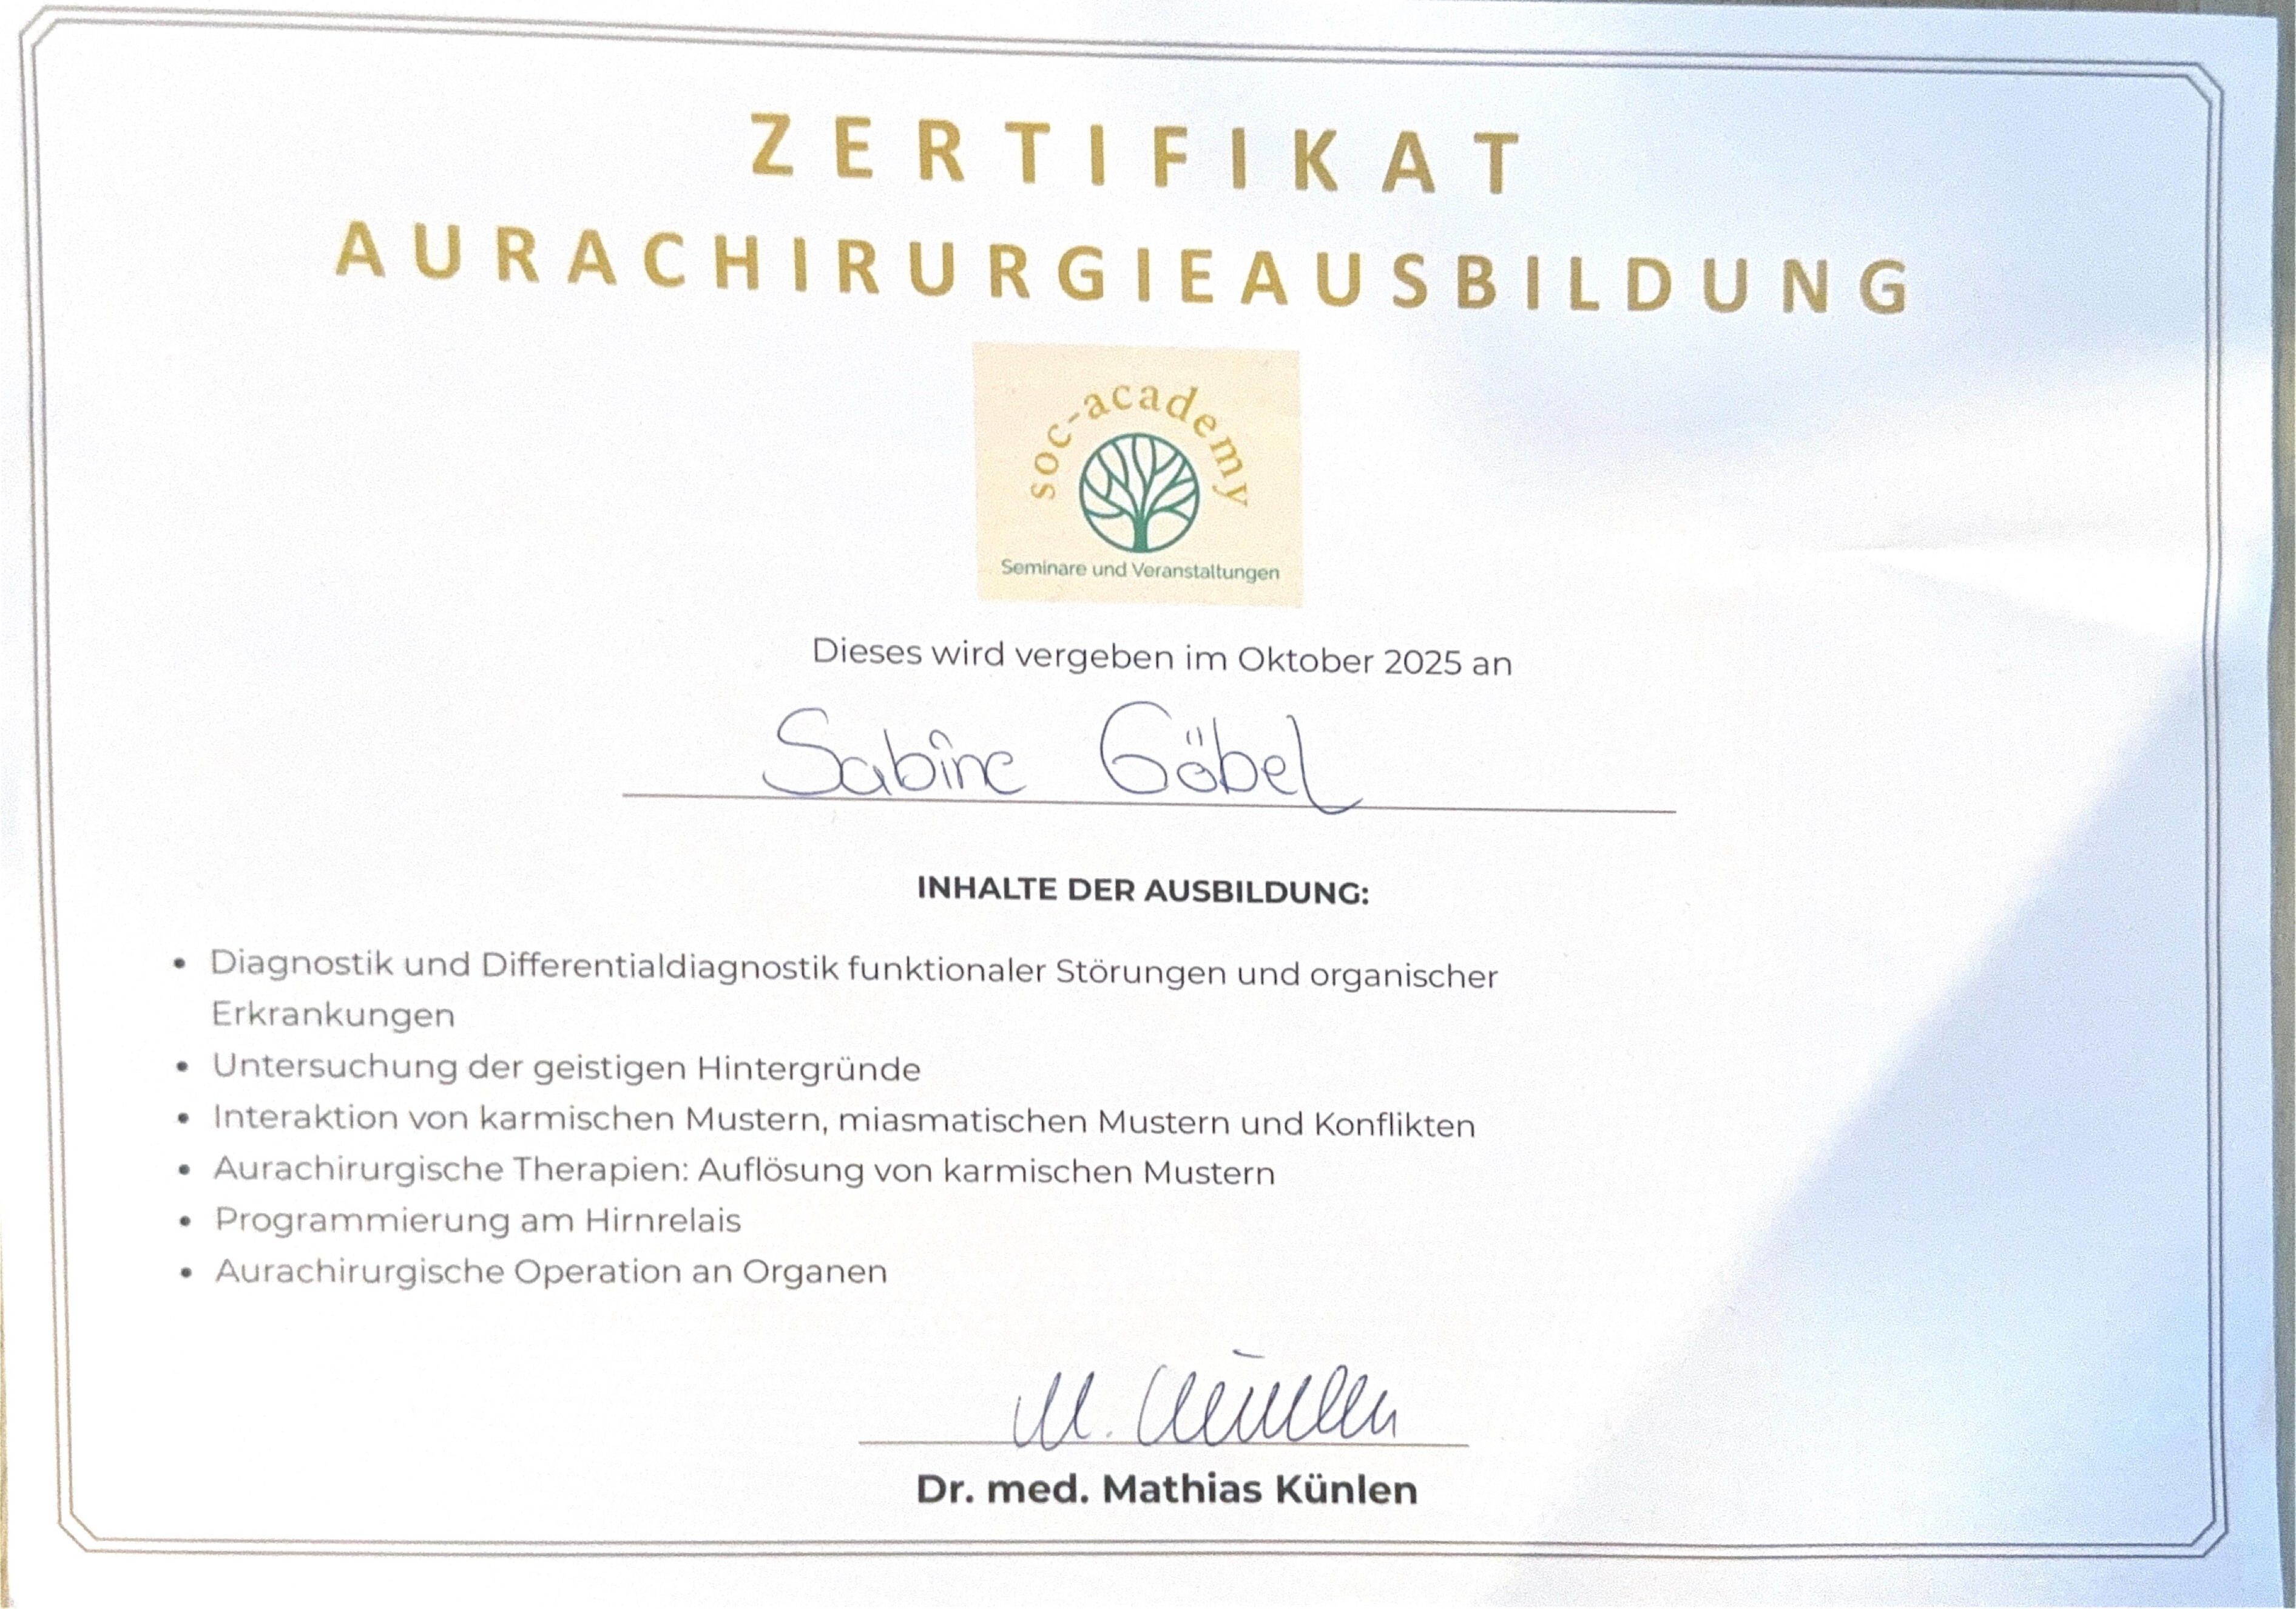 ZERTIFIKAT
AURACHIRURGIEAUSBILDUNG
soc-academy
Seminare und Veranstaltungen
Dieses wird vergeben im Oktober 2025 an
Sabine Göbel
INHALTE DER AUSBILDUNG:
• Diagnostik und Differentialdiagnostik funktionaler Störungen und organischer
Erkrankungen
• Untersuchung der geistigen Hintergründe
• Interaktion von karmischen Mustern, miasmatischen Mustern und Konflikten
• Aurachirurgische Therapien: Auflösung von karmischen Mustern
• Programmierung am Hirnrelais
• Aurachirurgische Operation an Organen
M. Künlen
Dr. med. Mathias Künlen